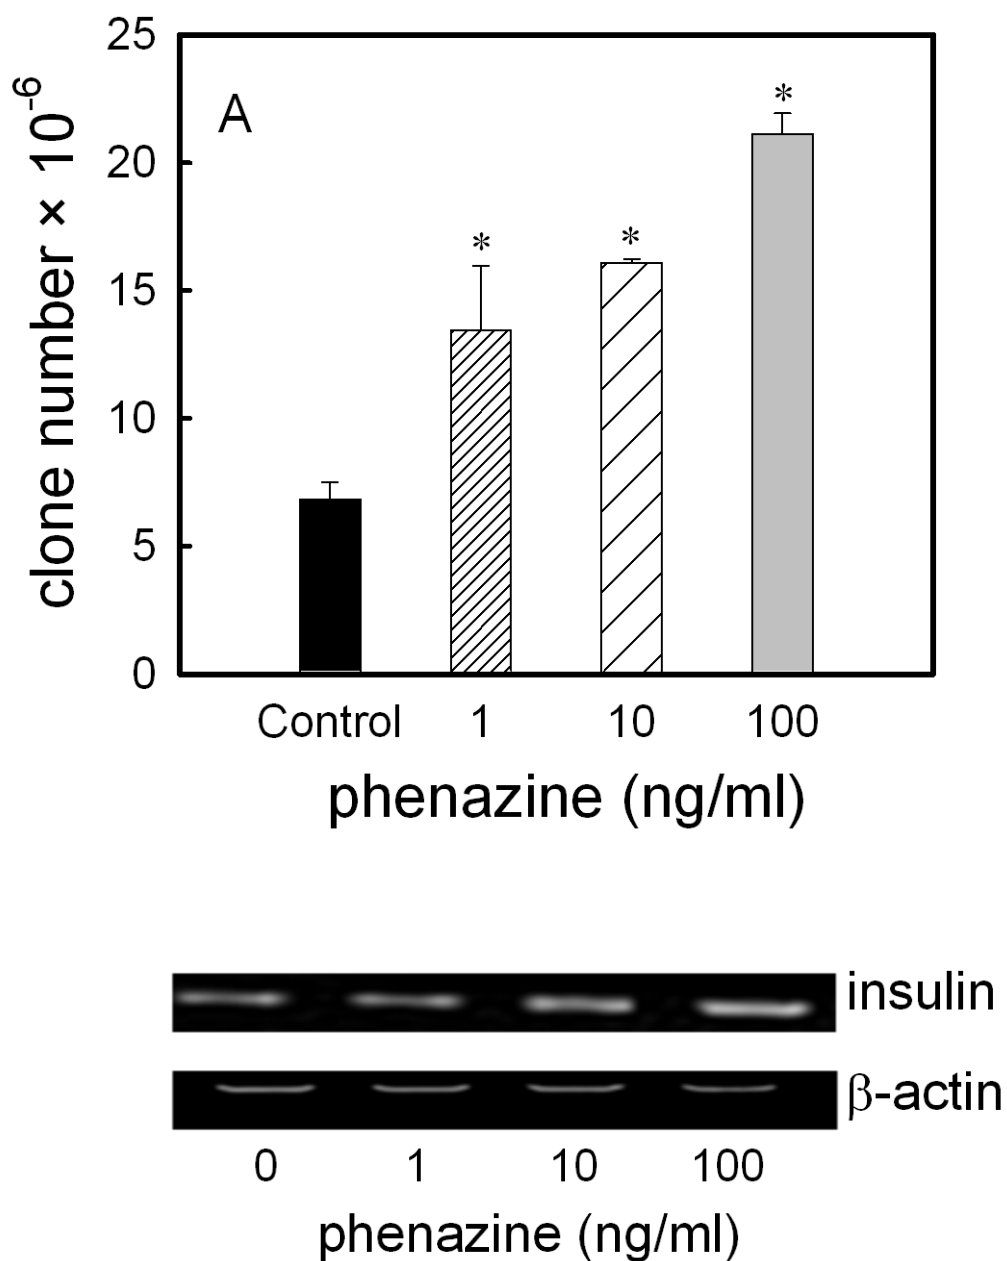 25
20
15
10
5
0
clone number × 10⁻⁶
A
*
*
*
Control 1 10 100
phenazine (ng/ml)
insulin
β-actin
0 1 10 100
phenazine (ng/ml)